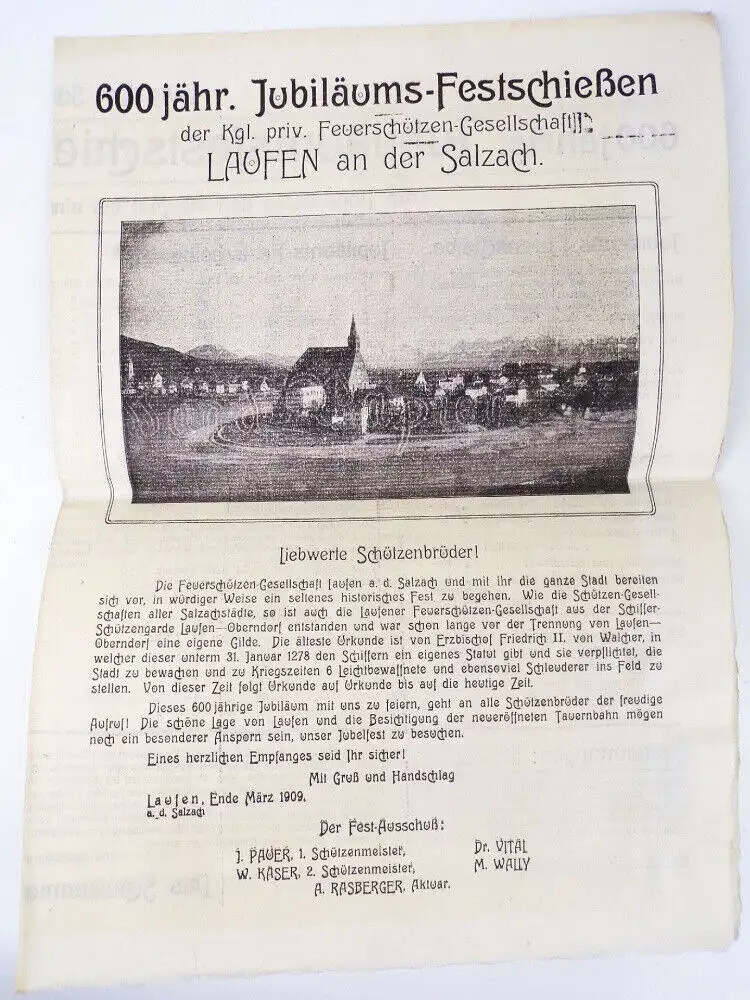 600 jähr. Jubiläums-Festschießen
der Kgl. priv. Feuerschützen-Gesellschaft
LAUFEN an der Salzach.
Liebwerte Schützenbrüder!
Die Feuerschützen-Gesellschaft Laufen a. d. Salzach und mit ihr die ganze Stadt bereiten
sich vor, in würdiger Weise ein seltenes historisches Fest zu begehen. Wie die Schützen-Gesell-
schaften aller Salzachstädte, so ist auch die Laufener Feuerschützen-Gesellschaft aus der Schiffer-
Schützengarde Laufen—Oberndorf entstanden und war schon lange vor der Trennung von Laufen—
Oberndorf eine eigene Gilde. Die älteste Urkunde ist von Erzbischof Friedrich II. von Walcher, in
welcher dieser unterm 31. Januar 1278 den Schiffern ein eigenes Statut gibt und sie verpflichtet, die
Stadt zu bewachen und zu Kriegszeiten 6 Leichtbewaffnete und ebensoviel Schleuderer ins Feld zu
stellen. Von dieser Zeit folgt Urkunde auf Urkunde bis auf die heutige Zeit.
Dieses 600jährige Jubiläum mit uns zu feiern, geht an alle Schützenbrüder der freudige
Aufruf! Die schöne Lage von Laufen und die Besichtigung der neueröffneten Tauernbahn mögen
noch ein besonderer Ansporn sein, unser Jubelfest zu besuchen.
Eines herzlichen Empfanges seid Ihr sicher!
Mit Gruß und Handschlag
Laufen, Ende März 1909.
a. d. Salzach
Der Fest-Ausschuß:
J. PAUER, 1. Schützenmeister,
Dr. VITAL
W. KASER, 2. Schützenmeister,
M. WALLY
A. RASBERGER, Aktuar.